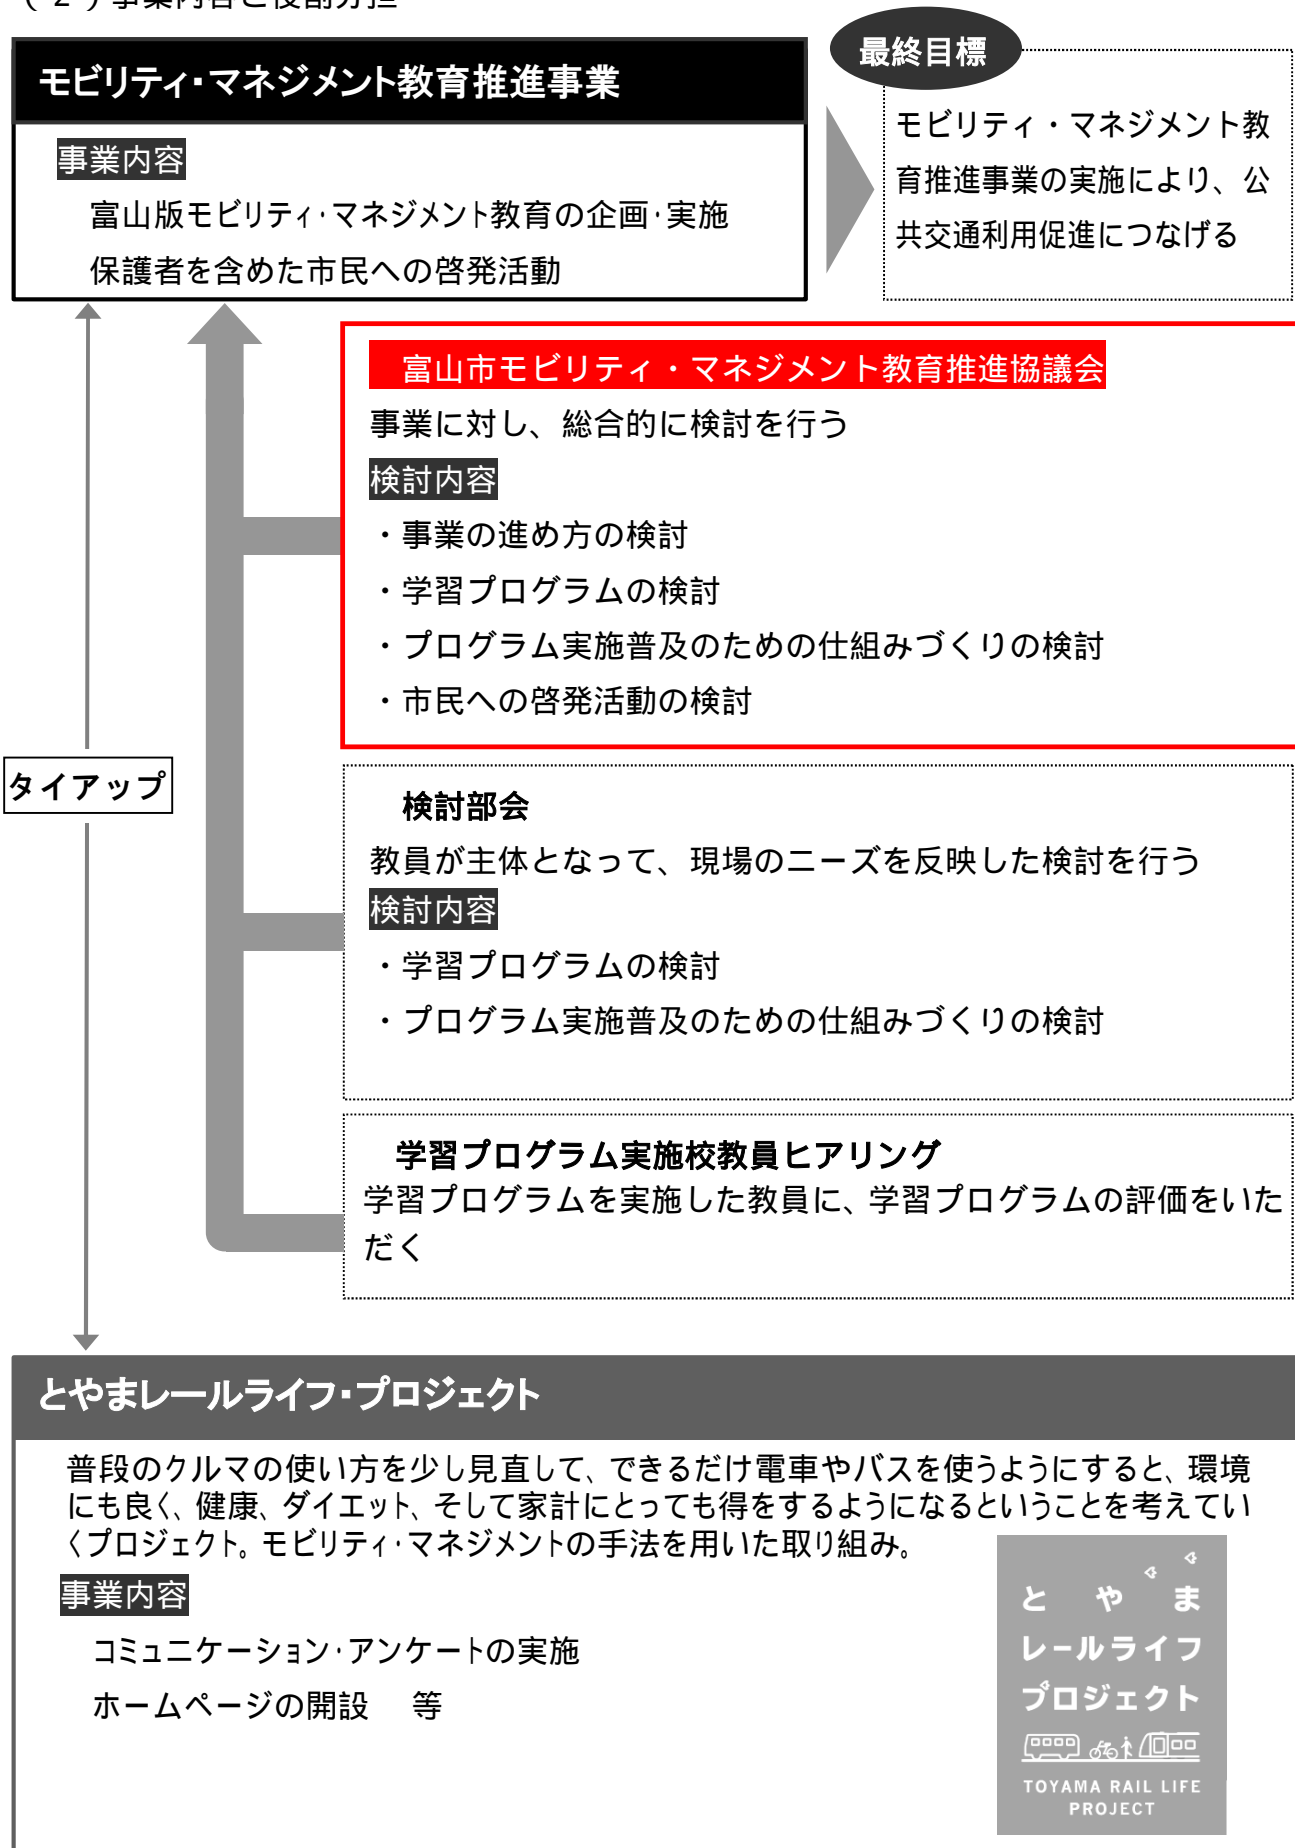 (2)事業内容と役割分担
モビリティ・マネジメント教育推進事業
事業内容
富山版モビリティ・マネジメント教育の企画・実施
保護者を含めた市民への啓発活動
最終目標
モビリティ・マネジメント教
育推進事業の実施により、公
共交通利用促進につなげる
富山市モビリティ・マネジメント教育推進協議会
事業に対し、総合的に検討を行う
検討内容
・事業の進め方の検討
・学習プログラムの検討
・プログラム実施普及のための仕組みづくりの検討
・市民への啓発活動の検討
タイアップ
検討部会
教員が主体となって、現場のニーズを反映した検討を行う
検討内容
・学習プログラムの検討
・プログラム実施普及のための仕組みづくりの検討
学習プログラム実施校教員ヒアリング
学習プログラムを実施した教員に、学習プログラムの評価をいた
だく
とやまレールライフ・プロジェクト
普段のクルマの使い方を少し見直して、できるだけ電車やバスを使うようにすると、環境
にも良く、健康、ダイエット、そして家計にとっても得をするようになるということを考えてい
くプロジェクト。モビリティ・マネジメントの手法を用いた取り組み。
事業内容
コミュニケーション・アンケートの実施
ホームページの開設　等
とやま
レールライフ
プロジェクト
TOYAMA RAIL LIFE
PROJECT